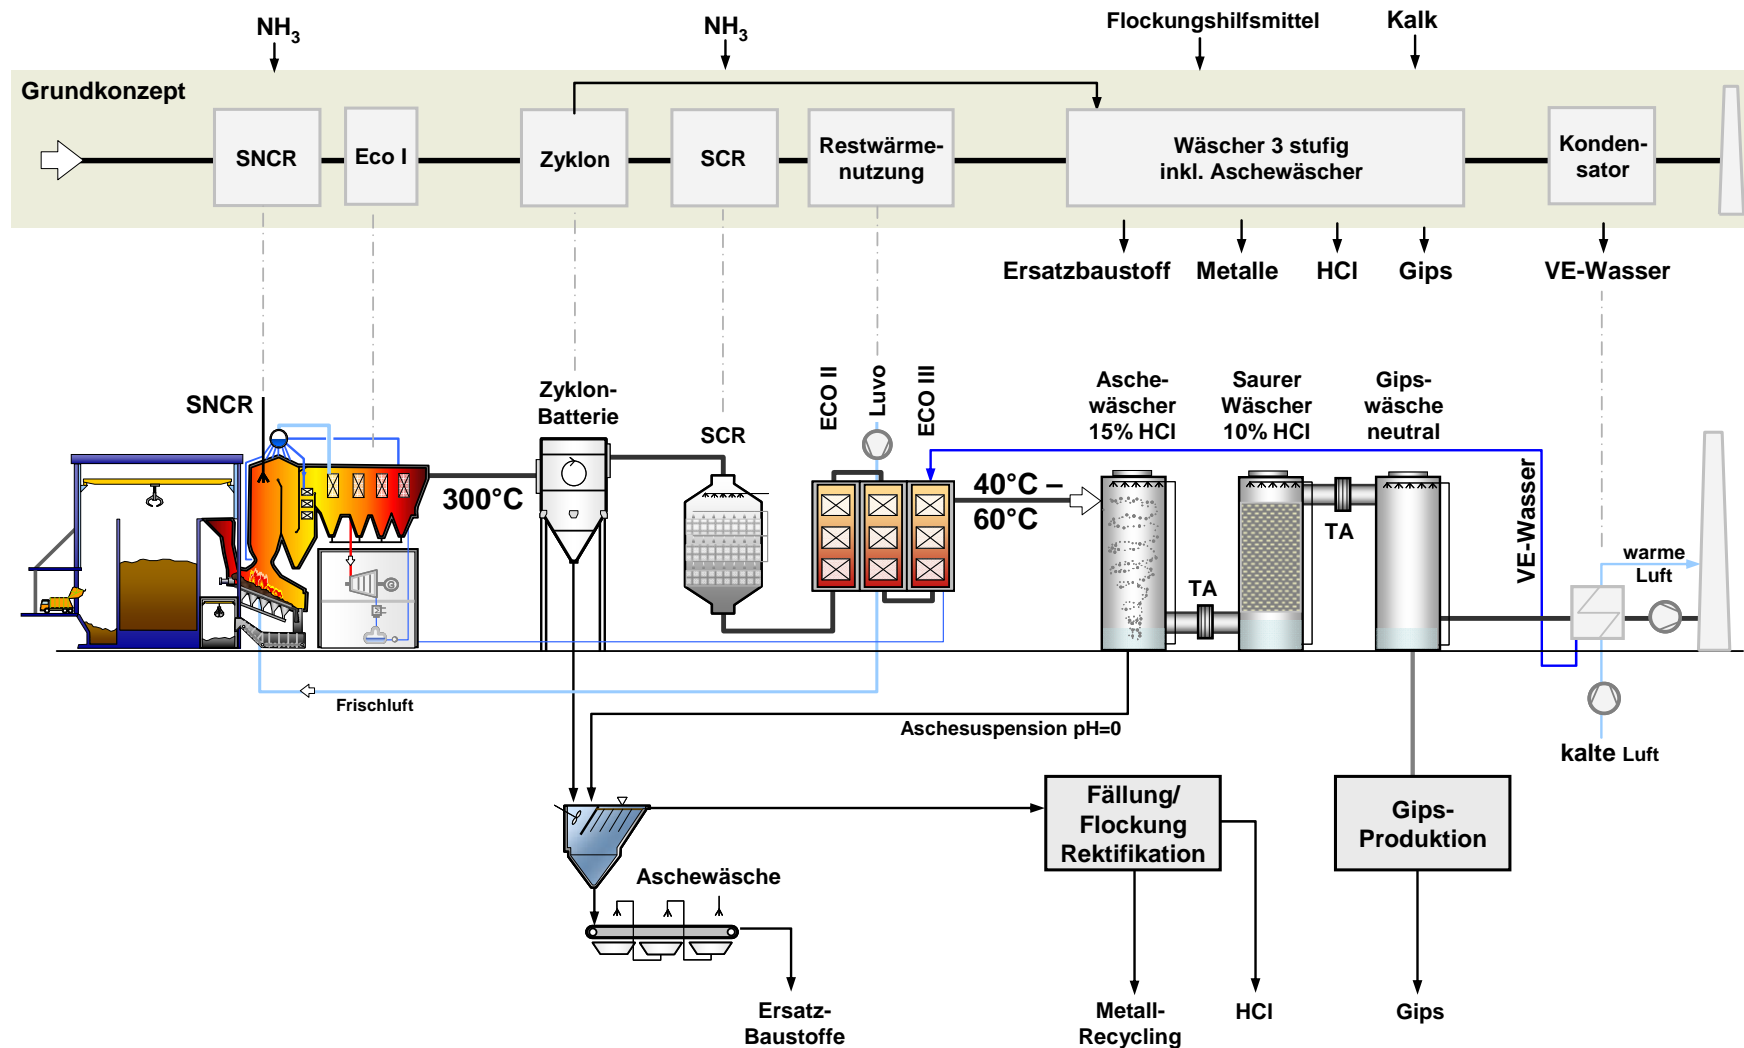 NH3
NH3
Flockungshilfsmittel
Kalk
Grundkonzept
SNCR
Eco I
Zyklon
SCR
Restwärme-
nutzung
Wäscher 3 stufig
inkl. Aschewäscher
Konden-
sator
Ersatzbaustoff
Metalle
HCl
Gips
VE-Wasser
SNCR
Zyklon-
Batterie
SCR
ECO II
Luvo
ECO III
Asche-
wäscher
15% HCl
Saurer
Wäscher
10% HCl
Gips-
wäsche
neutral
300°C
40°C –
60°C
TA
TA
VE-Wasser
warme
Luft
G
Frischluft
Aschesuspension pH=0
kalte Luft
Fällung/
Flockung
Rektifikation
Gips-
Produktion
Aschewäsche
Ersatz-
Baustoffe
Metall-
Recycling
HCl
Gips